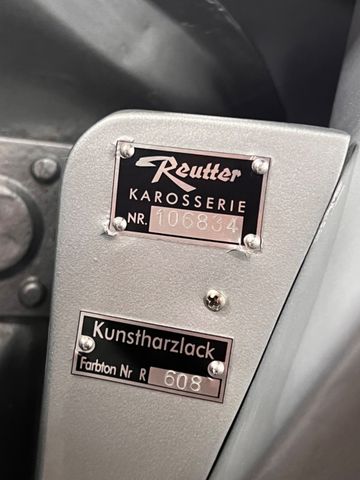 Reutter
KAROSSERIE
NR. 106834
Kunstharzlack
Farbton Nr R 608